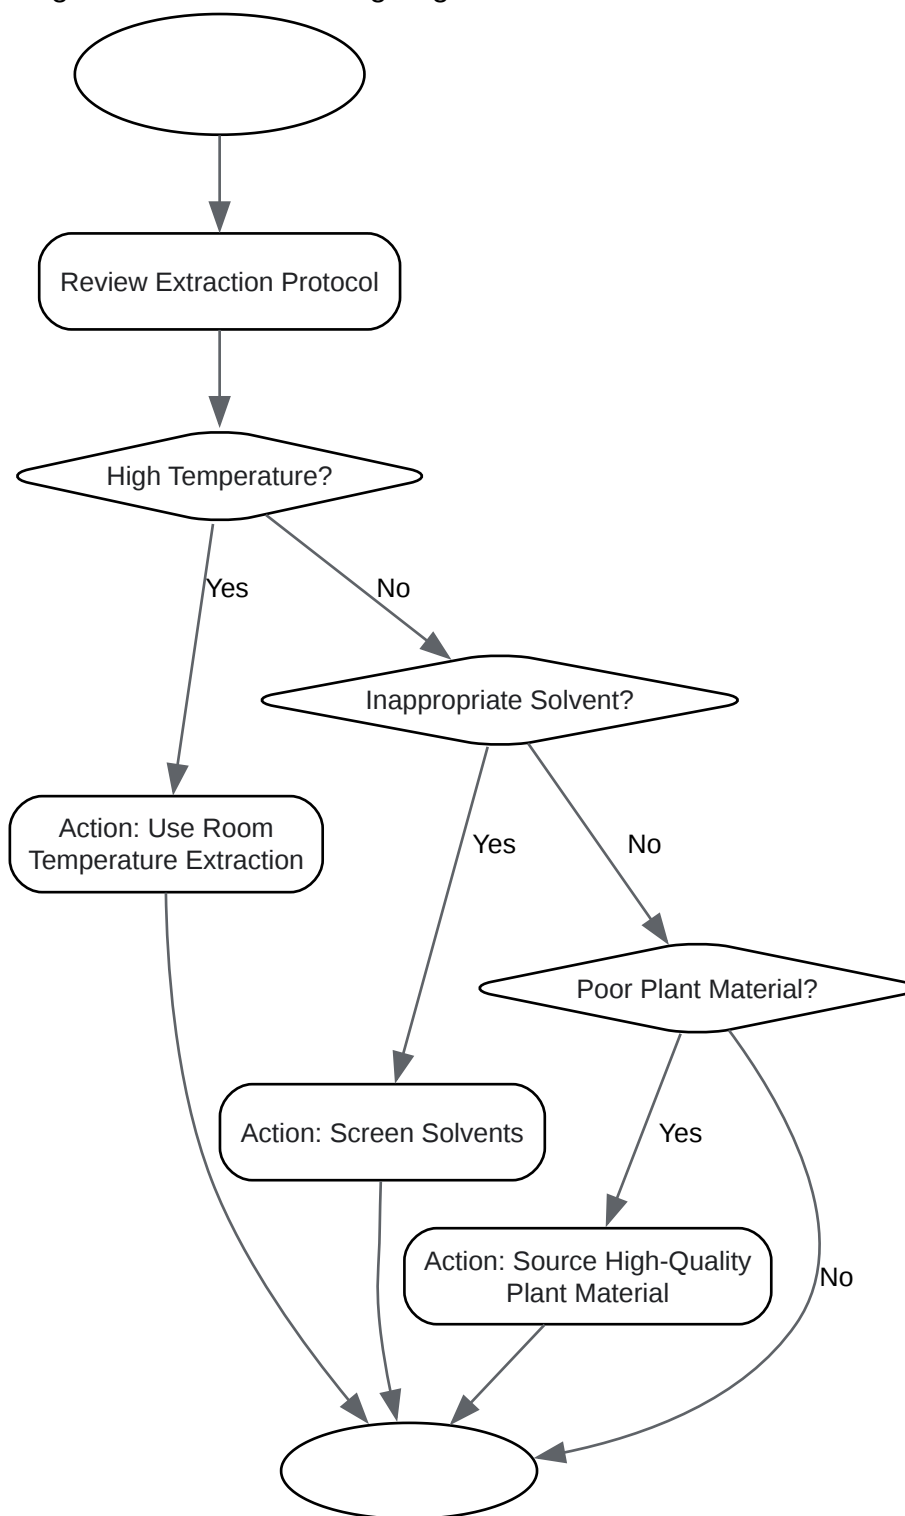 Review Extraction Protocol
High Temperature?
Yes
No
Inappropriate Solvent?
Action: Use Room
Temperature Extraction
Yes
No
Poor Plant Material?
Action: Screen Solvents
Yes
Action: Source High-Quality
Plant Material
No